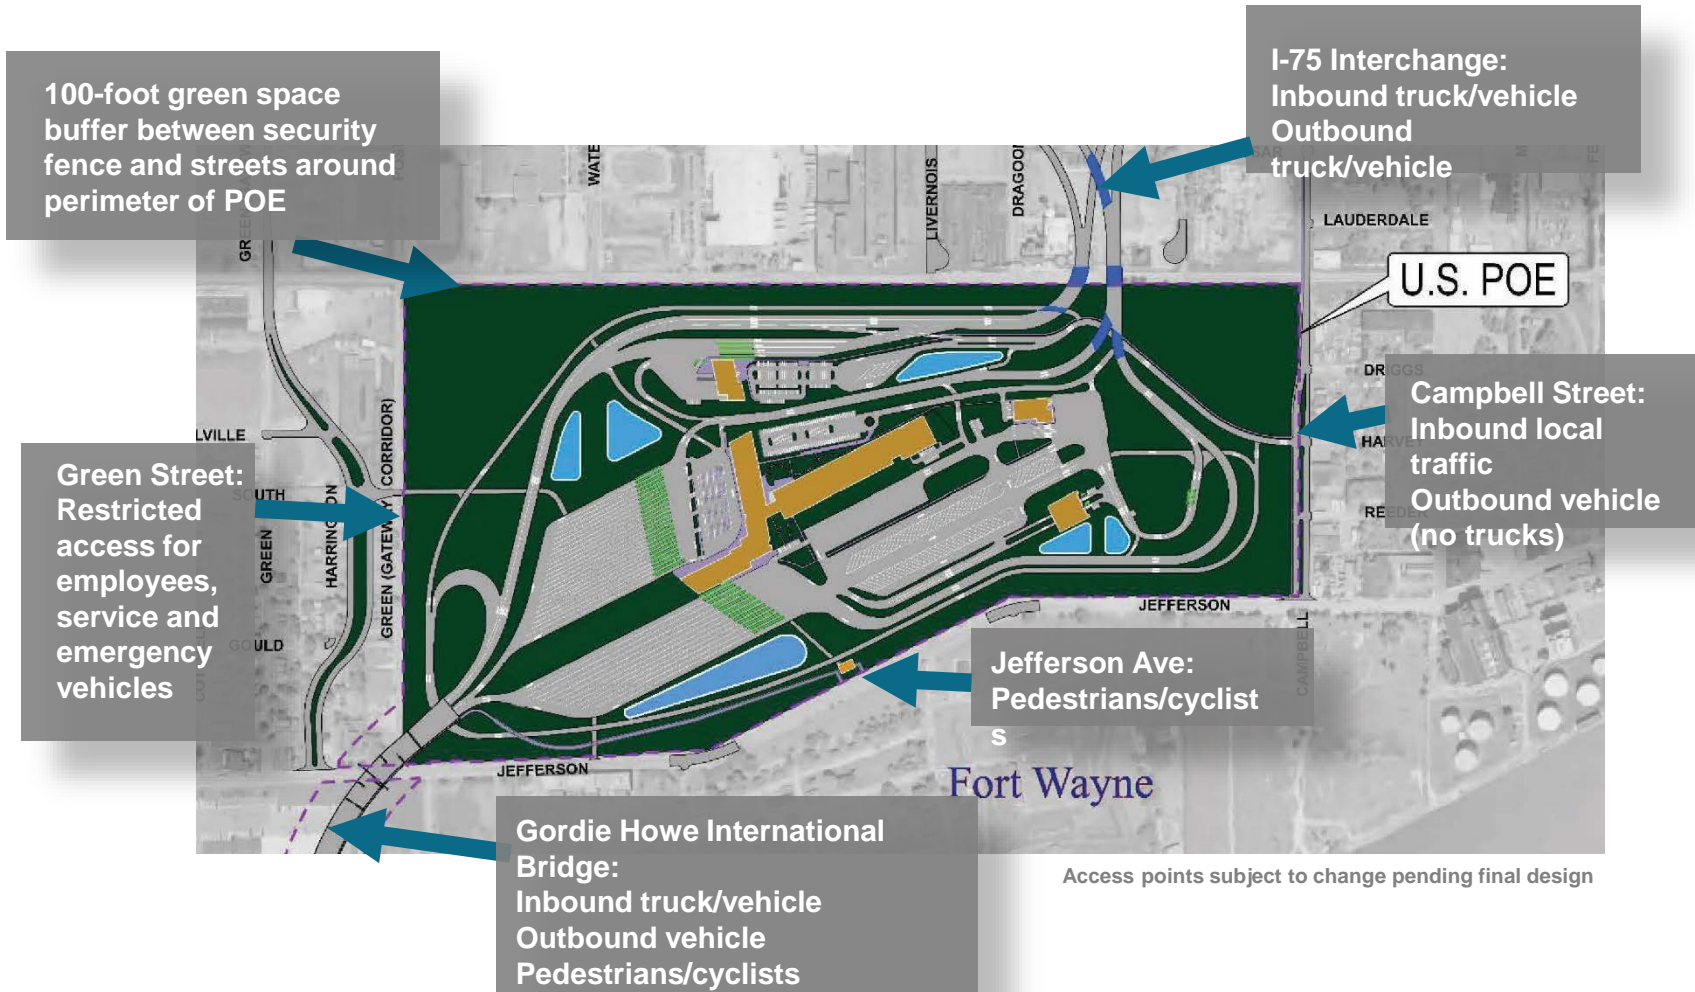 100-foot green space
buffer between security
fence and streets around
perimeter of POE
I-75 Interchange:
Inbound truck/vehicle
Outbound
truck/vehicle
LIVERNOIS
LAUDERDALE
U.S. POE
Campbell Street:
Inbound local
traffic
Outbound vehicle
(no trucks)
Green Street:
Restricted
access for
employees,
service and
emergency
vehicles
SOUTH
GREEN
HARRINGTON
GREEN (GATEWAY CORRIDOR)
JEFFERSON
CAMPBELL
Jefferson Ave:
Pedestrians/cyclist
s
JEFFERSON
Fort Wayne
Gordie Howe International
Bridge:
Inbound truck/vehicle
Outbound vehicle
Pedestrians/cyclists
Access points subject to change pending final design